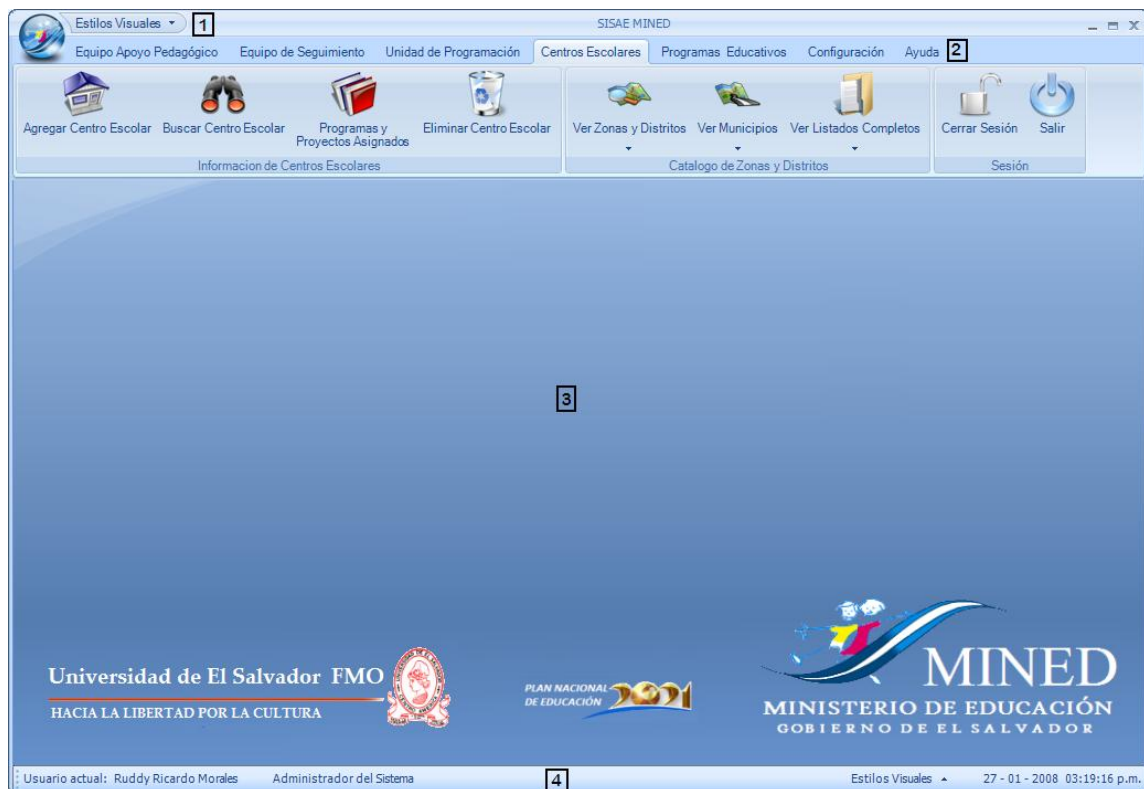 Estilos Visuales
1
SISAE MINED
Equipo Apoyo Pedagógico
Equipo de Seguimiento
Unidad de Programación
Centros Escolares
Programas Educativos
Configuración
Ayuda
2
Agregar Centro Escolar
Buscar Centro Escolar
Programas y
Proyectos Asignados
Eliminar Centro Escolar
Ver Zonas y Distritos
Ver Municipios
Ver Listados Completos
Cerrar Sesión
Salir
Informacion de Centros Escolares
Catalogo de Zonas y Distritos
Sesión
3
Universidad de El Salvador FMO
HACIA LA LIBERTAD POR LA CULTURA
PLAN NACIONAL
DE EDUCACIÓN
2021
MINED
MINISTERIO DE EDUCACIÓN
GOBIERNO DE EL SALVADOR
Usuario actual: Ruddy Ricardo Morales
Administrador del Sistema
4
Estilos Visuales
27 - 01 - 2008 03:19:16 p.m.